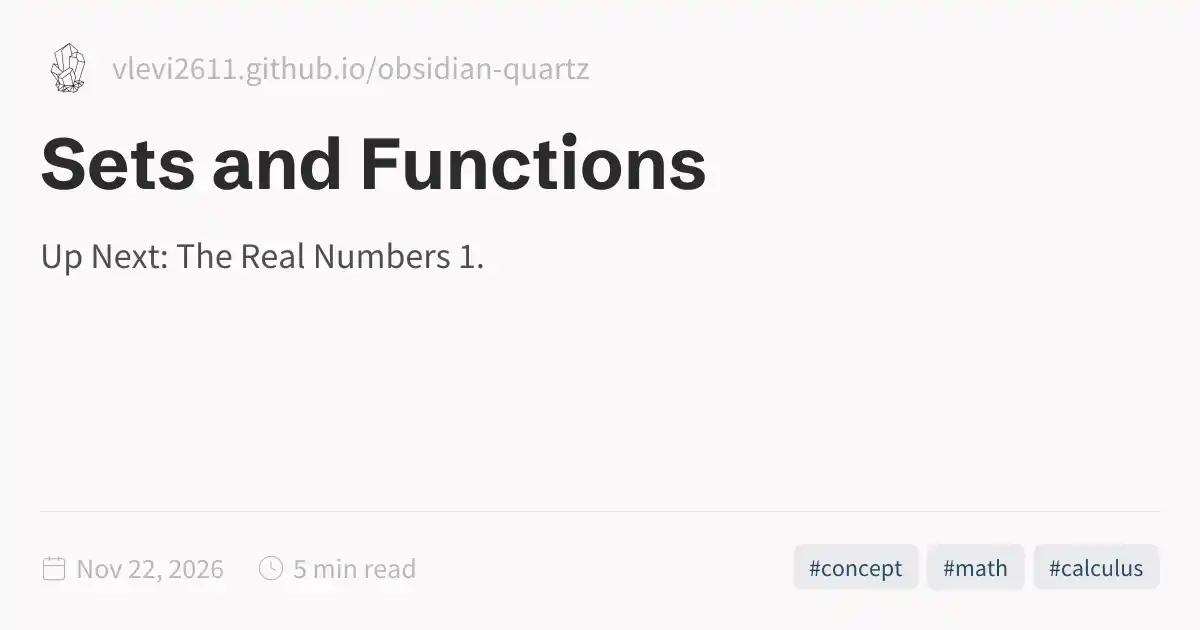 vlevi2611.github.io/obsidian-quartz
Sets and Functions
Up Next: The Real Numbers 1.
Nov 22, 2026 5 min read #concept #math #calculus